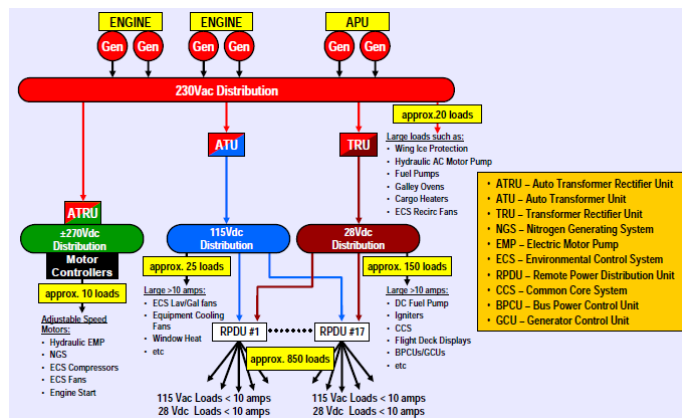 ENGINE
ENGINE
APU
Gen
Gen
Gen
Gen
Gen
Gen
230Vac Distribution
approx.20 loads
ATU
TRU
Large loads such as:
• Wing Ice Protection
• Hydraulic AC Motor Pump
• Fuel Pumps
• Galley Ovens
• Cargo Heaters
• ECS Recirc Fans
ATRU
±270Vdc
Distribution
Motor
Controllers
approx. 10 loads
Adjustable Speed
Motors:
• Hydraulic EMP
• NGS
• ECS Compressors
• ECS Fans
• Engine Start
115Vdc
Distribution
approx. 25 loads
Large >10 amps:
• ECS Lav/Gal fans
• Equipment Cooling
Fans
• Window Heat
• etc
28Vdc
Distribution
approx. 150 loads
Large >10 amps:
• DC Fuel Pump
• Igniters
• CCS
• Flight Deck Displays
• BPCUs/GCUs
• etc
RPDU #1
RPDU #17
approx. 850 loads
115 Vac Loads < 10 amps
28 Vdc Loads < 10 amps
115 Vac Loads < 10 amps
28 Vdc Loads < 10 amps
• ATRU – Auto Transformer Rectifier Unit
• ATU – Auto Transformer Unit
• TRU – Transformer Rectifier Unit
• NGS – Nitrogen Generating System
• EMP – Electric Motor Pump
• ECS – Environmental Control System
• RPDU – Remote Power Distribution Unit
• CCS – Common Core System
• BPCU – Bus Power Control Unit
• GCU – Generator Control Unit